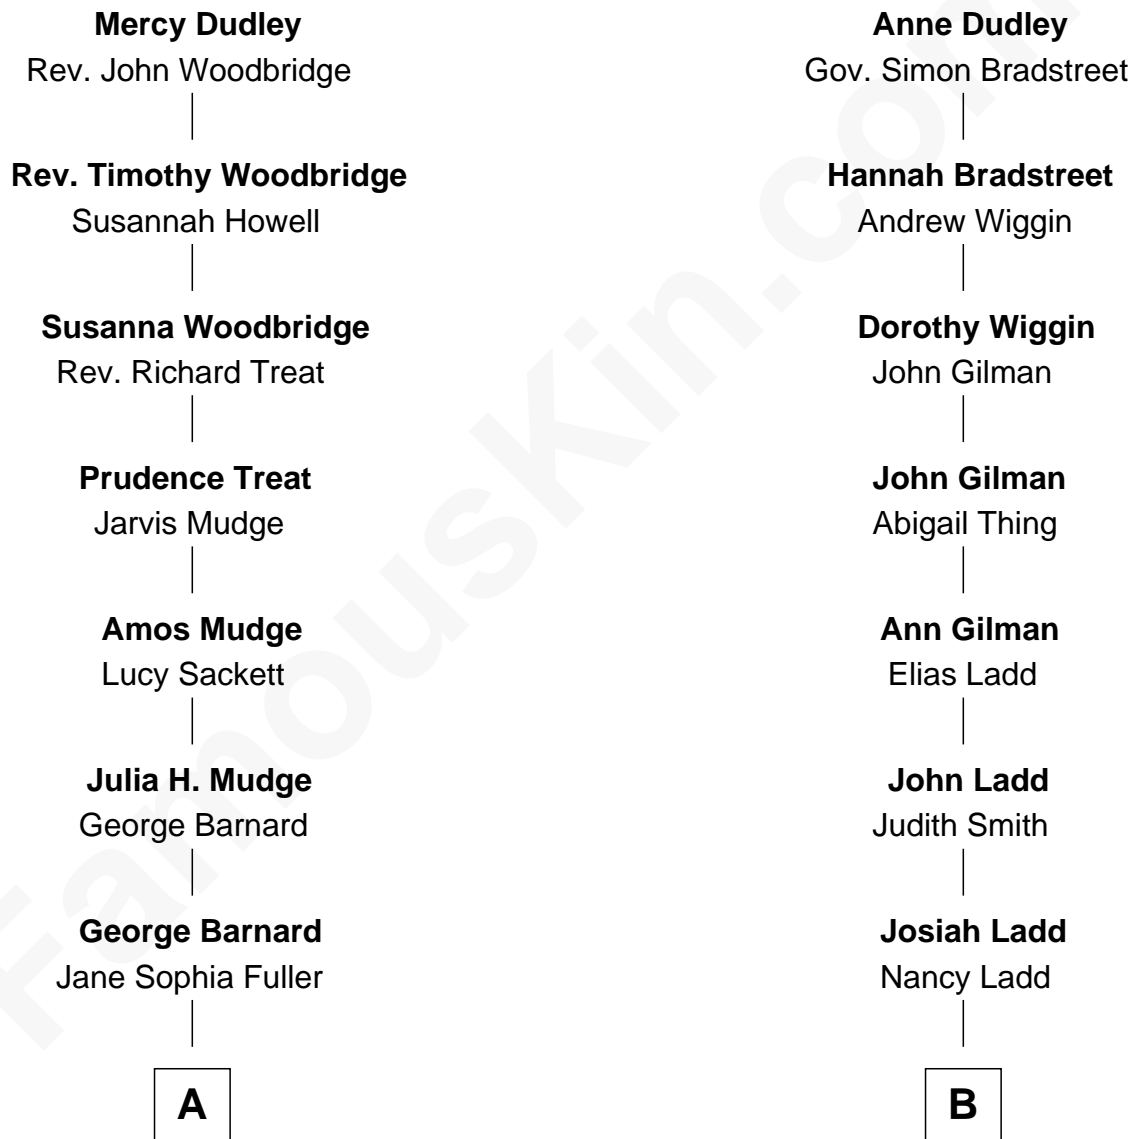 Mercy Dudley
Rev. John Woodbridge
Rev. Timothy Woodbridge
Susannah Howell
Susanna Woodbridge
Rev. Richard Treat
Prudence Treat
Jarvis Mudge
Amos Mudge
Lucy Sackett
Julia H. Mudge
George Barnard
George Barnard
Jane Sophia Fuller
A
Anne Dudley
Gov. Simon Bradstreet
Hannah Bradstreet
Andrew Wiggin
Dorothy Wiggin
John Gilman
John Gilman
Abigail Thing
Ann Gilman
Elias Ladd
John Ladd
Judith Smith
Josiah Ladd
Nancy Ladd
B
FamousKin.com